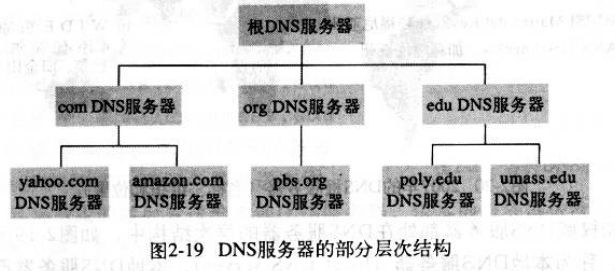 根DNS服务器
com DNS服务器
org DNS服务器
edu DNS服务器
yahoo.com
DNS服务器
amazon.com
DNS服务器
pbs.org
DNS服务器
poly.edu
DNS服务器
umass.edu
DNS服务器
图2-19 DNS服务器的部分层次结构